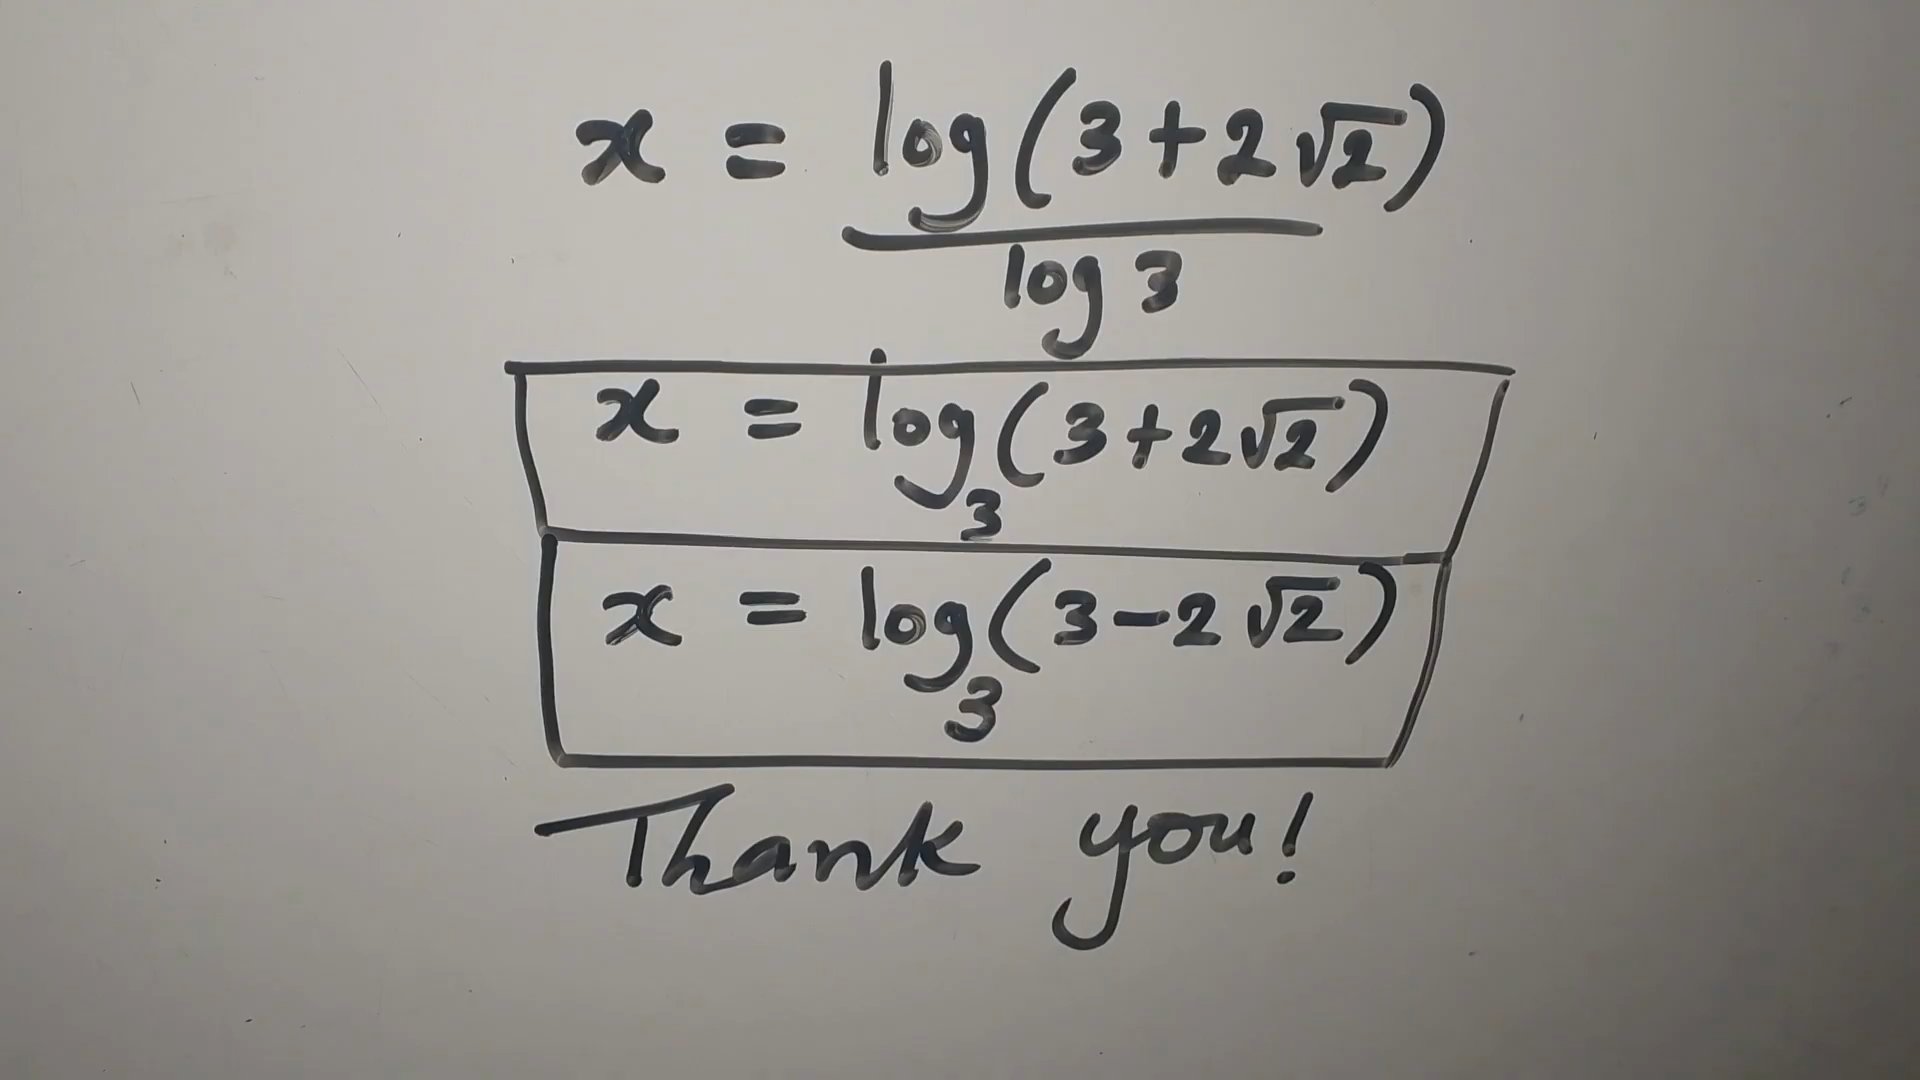 x = log(3+2√2)
log 3
x = log₃(3+2√2)
x = log₃(3-2√2)
Thank you!